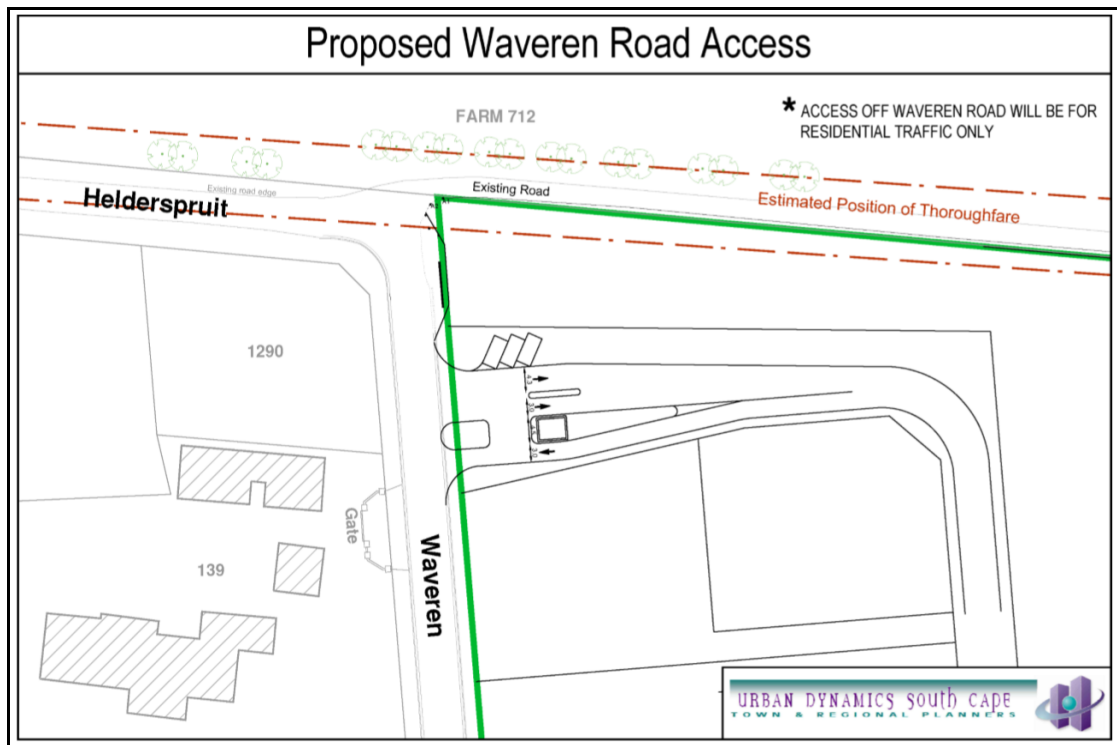 Proposed Waveren Road Access
FARM 712
* ACCESS OFF WAVEREN ROAD WILL BE FOR
RESIDENTIAL TRAFFIC ONLY
Existing road edge
Existing Road
Helderspruit
Estimated Position of Thoroughfare
1290
Gate
139
Waveren
URBAN DYNAMICS SOUTH CAPE
TOWN & REGIONAL PLANNERS